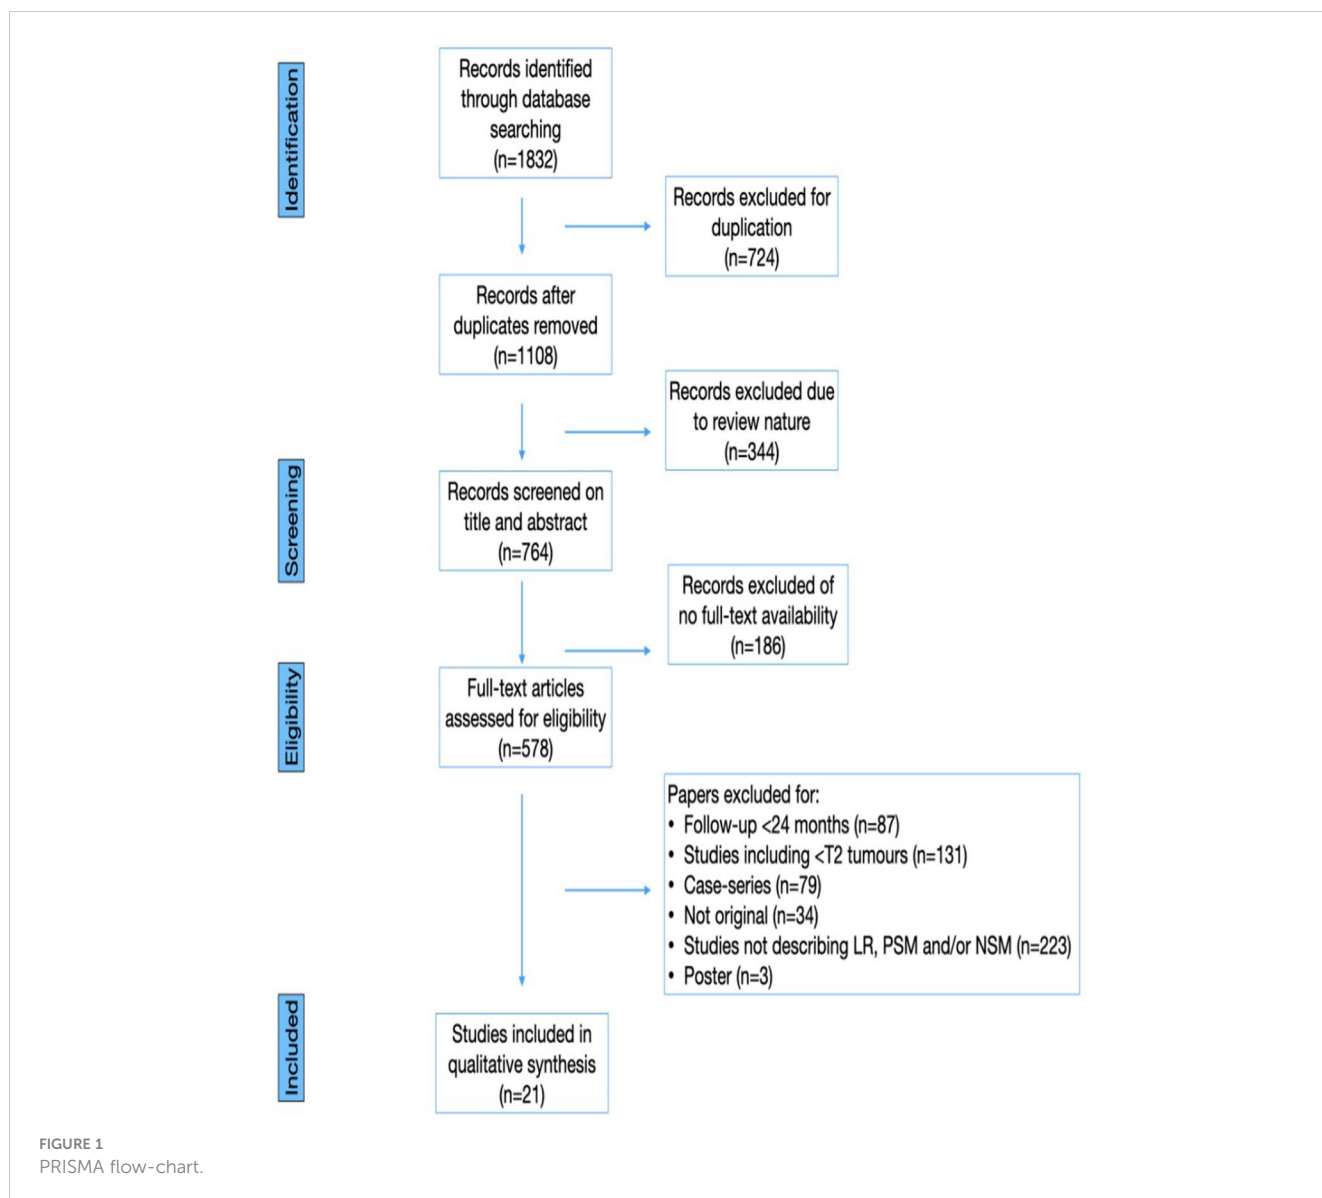 Identification
Records identified
through database
searching
(n=1832)
Records excluded for
duplication
(n=724)
Records after
duplicates removed
(n=1108)
Records excluded due
to review nature
(n=344)
Screening
Records screened on
title and abstract
(n=764)
Records excluded of
no full-text availability
(n=186)
Eligibility
Full-text articles
assessed for eligibility
(n=578)
Papers excluded for:
• Follow-up <24 months (n=87)
• Studies including <T2 tumours (n=131)
• Case-series (n=79)
• Not original (n=34)
• Studies not describing LR, PSM and/or NSM (n=223)
• Poster (n=3)
Included
Studies included in
qualitative synthesis
(n=21)
FIGURE 1
PRISMA flow-chart.